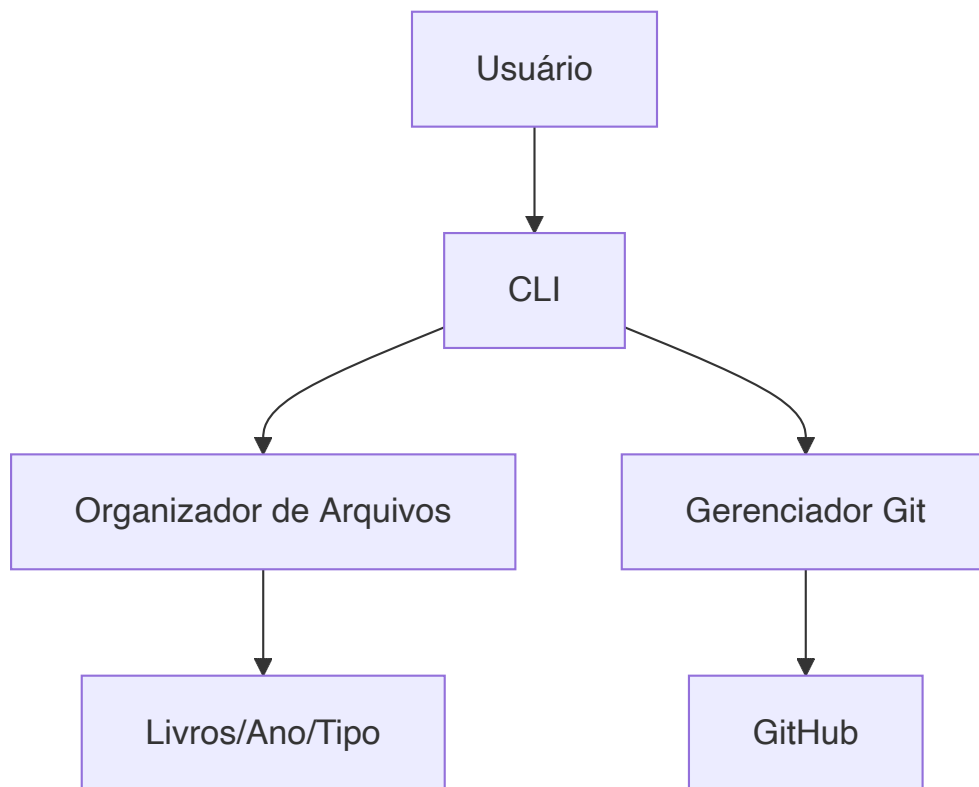 Usuário
CLI
Organizador de Arquivos
Gerenciador Git
Livros/Ano/Tipo
GitHub